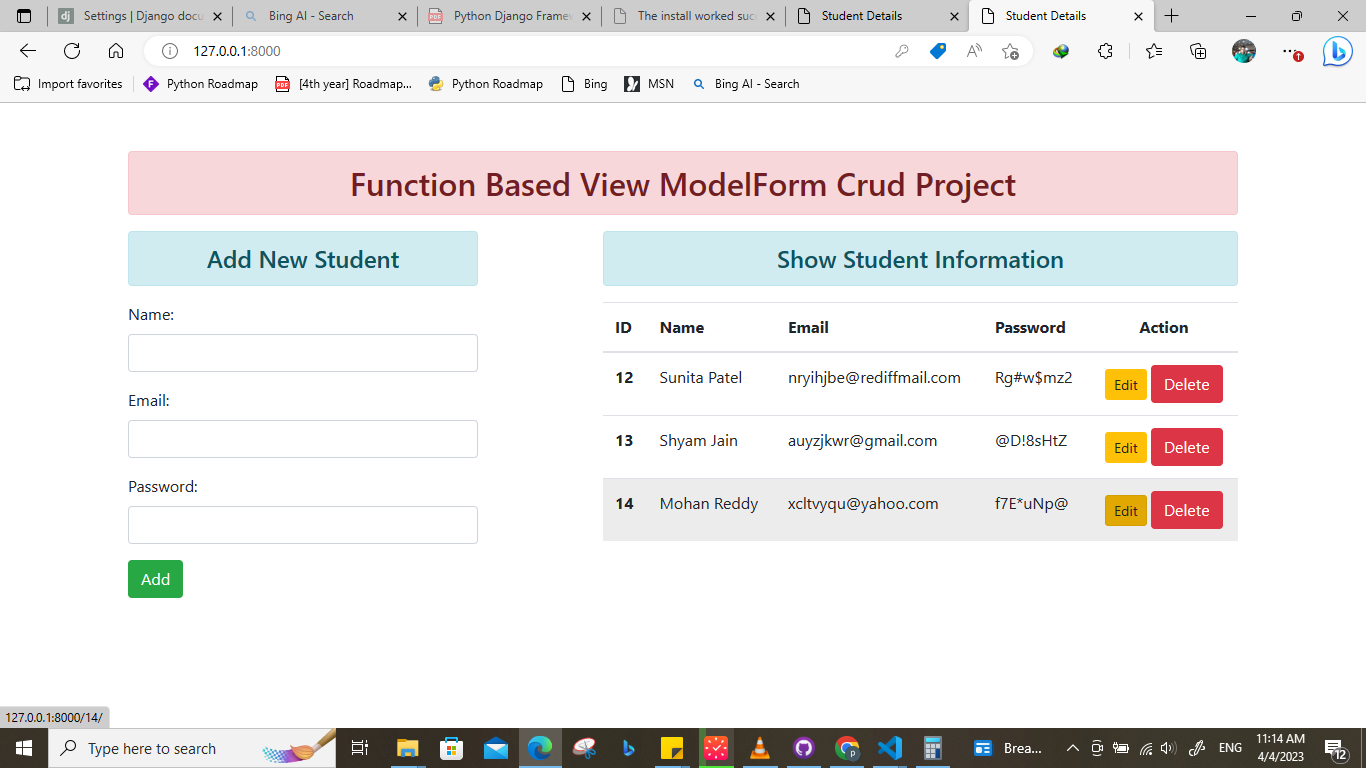 Settings | Django docu
Bing AI - Search
Python Django Frame
The install worked suc
Student Details
Student Details
127.0.0.1:8000
Import favorites
Python Roadmap
[4th year] Roadmap...
Python Roadmap
Bing
MSN
Bing AI - Search
Function Based View ModelForm Crud Project
Add New Student
Name:
Email:
Password:
Add
Show Student Information
ID Name Email Password Action
12 Sunita Patel nryihjbe@rediffmail.com Rg#w$mz2 Edit Delete
13 Shyam Jain auyzjkwr@gmail.com @D!8sHtZ Edit Delete
14 Mohan Reddy xcltvyqu@yahoo.com f7E*uNp@ Edit Delete
127.0.0.1:8000/14/
Type here to search
Brea...
ENG
11:14 AM
4/4/2023
12